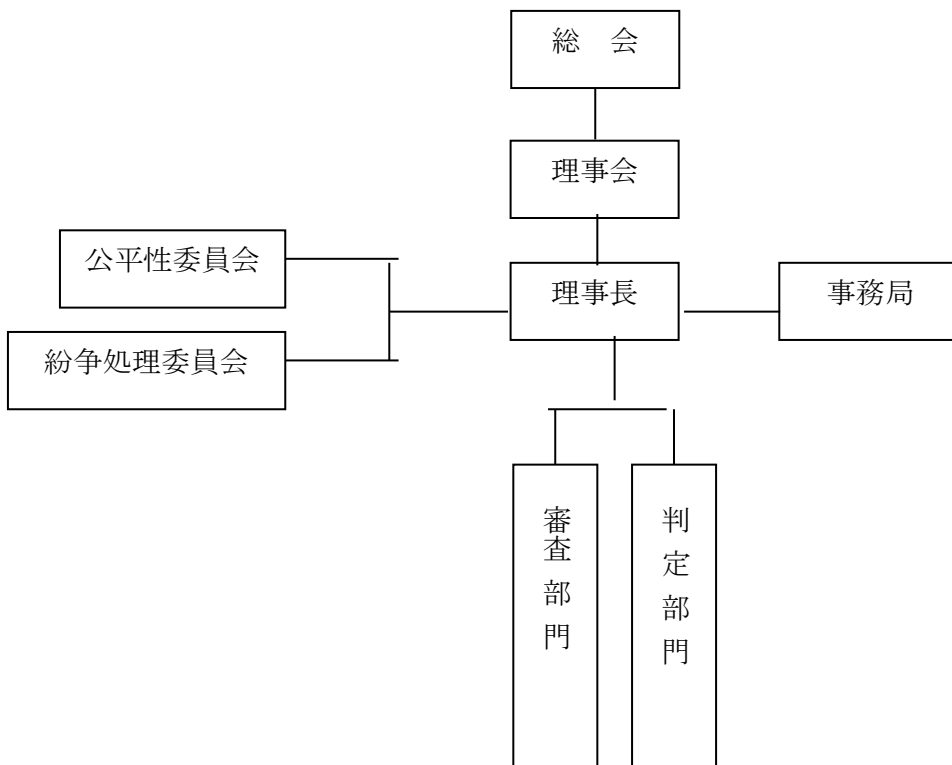 総　会
理事会
公平性委員会
理事長
事務局
紛争処理委員会
審査部門
判定部門